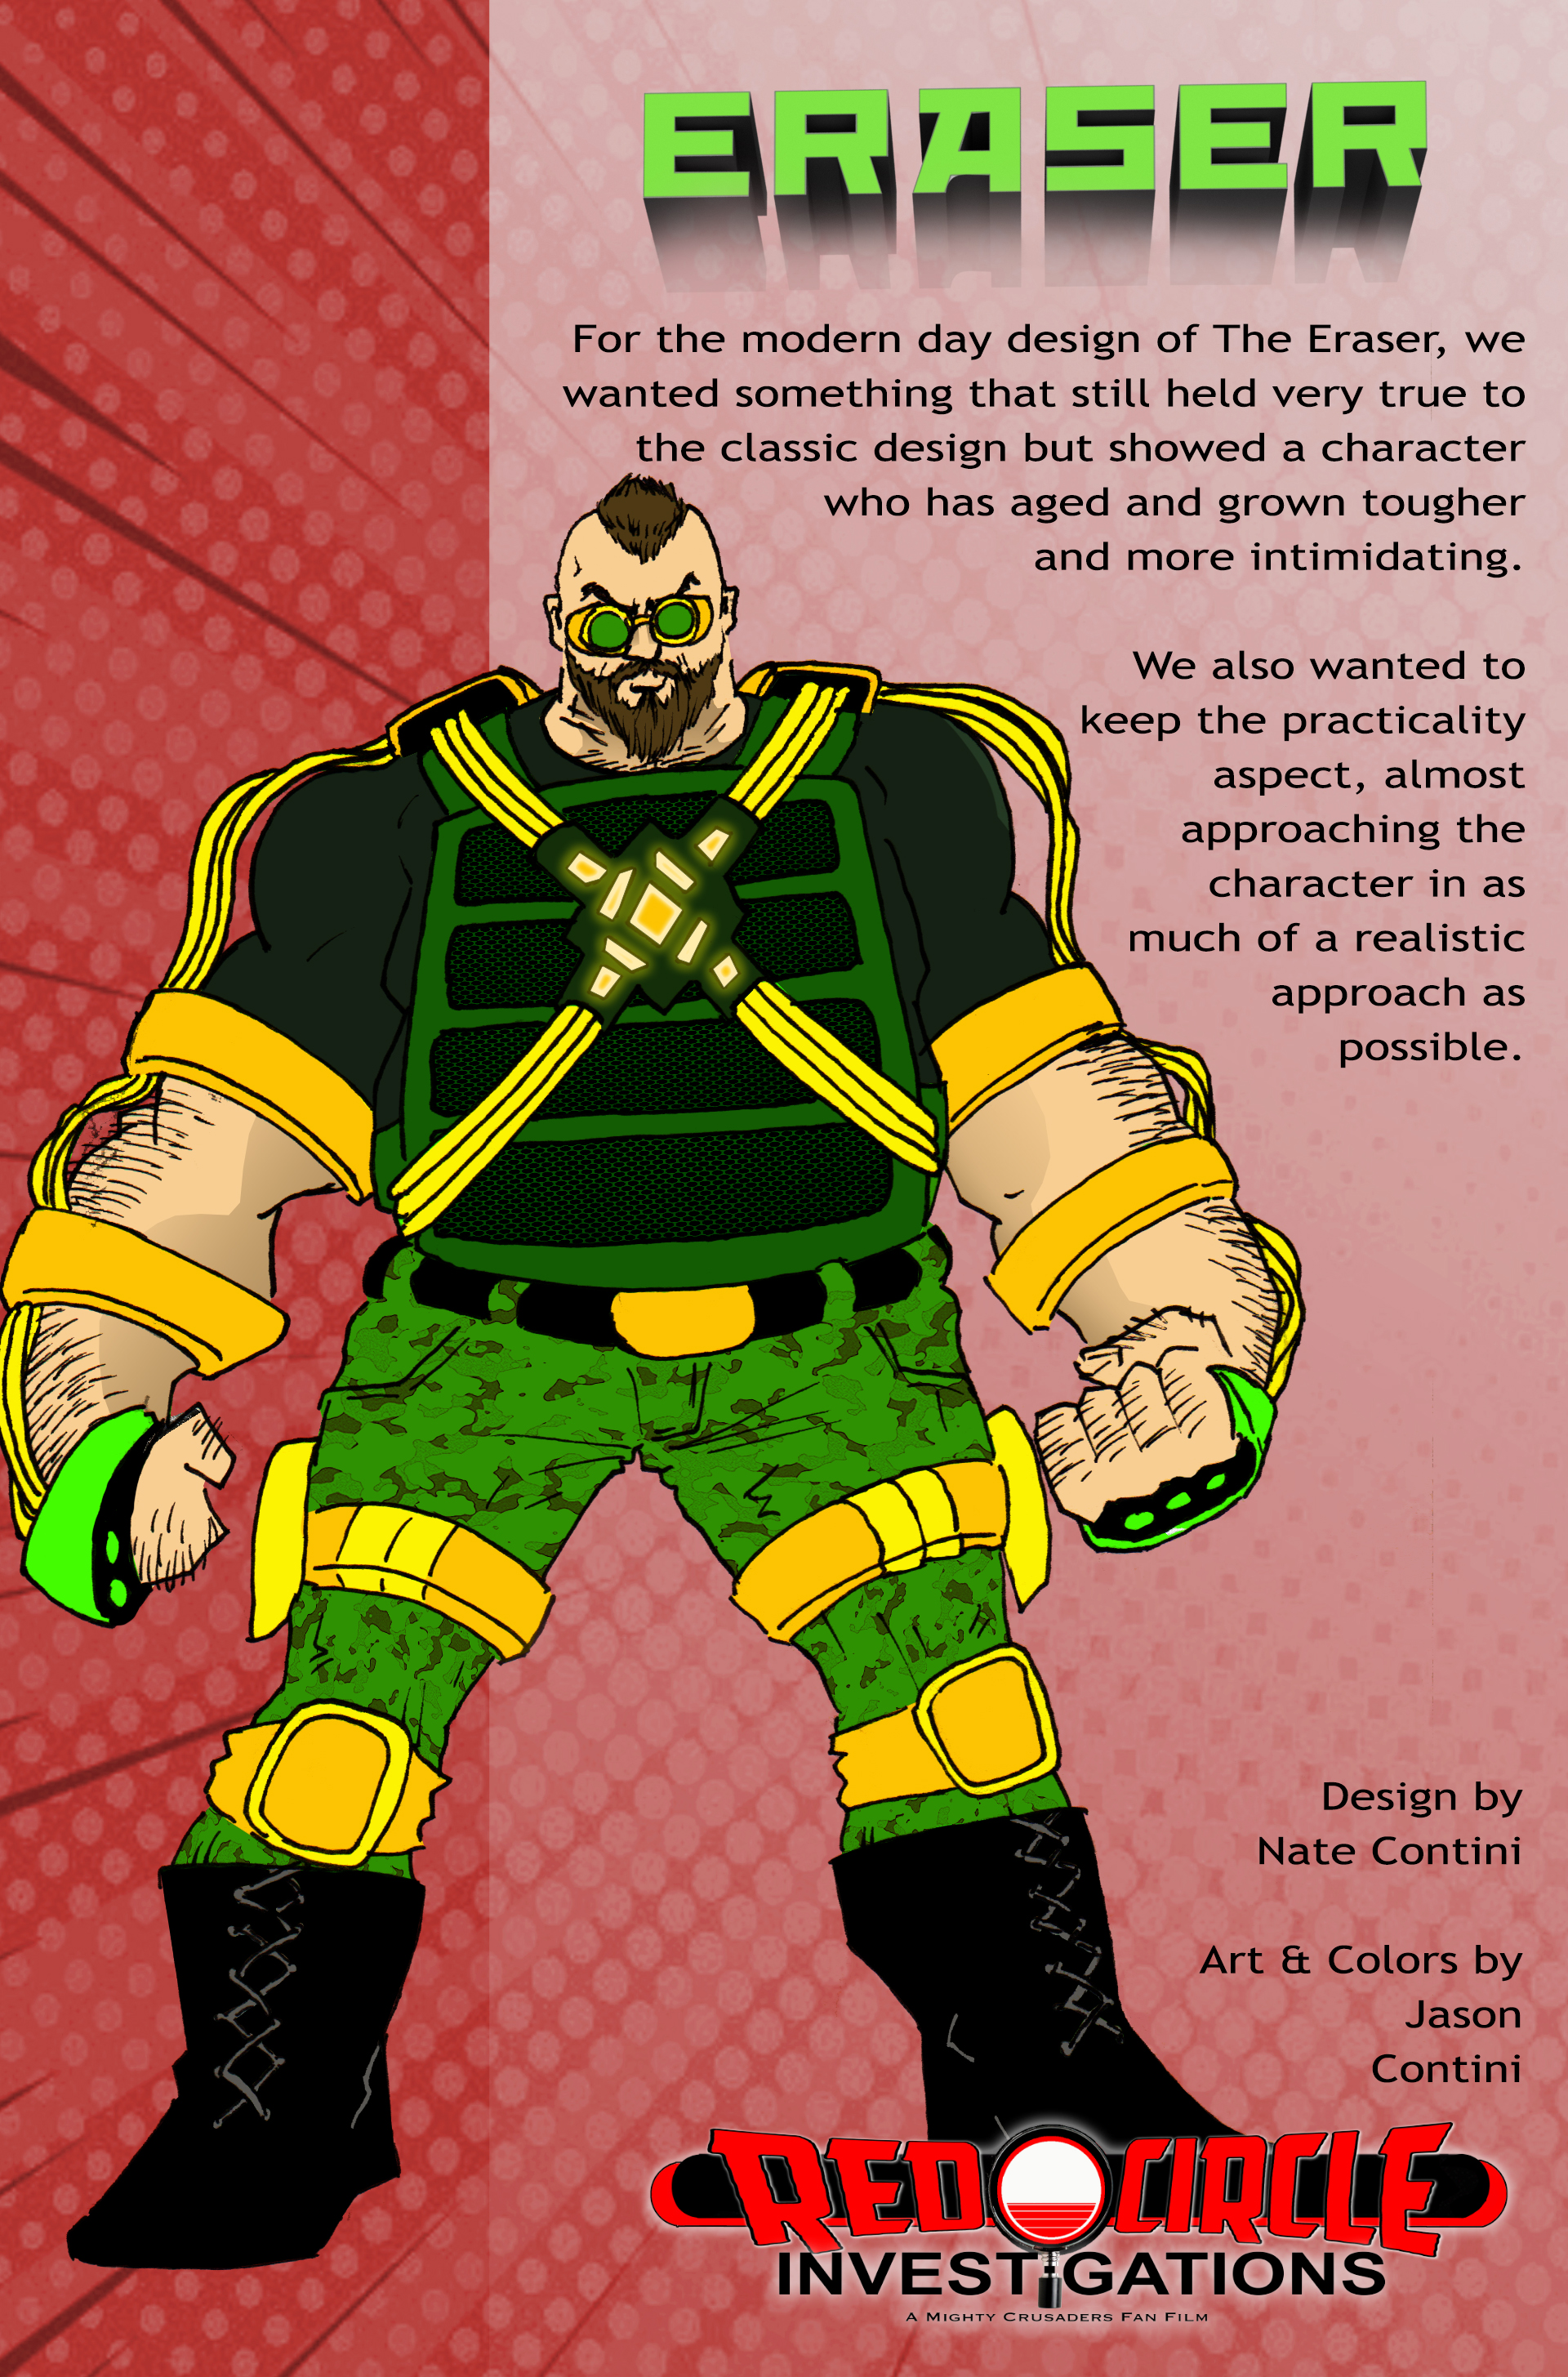 ERASER
For the modern day design of The Eraser, we
wanted something that still held very true to
the classic design but showed a character
who has aged and grown tougher
and more intimidating.
We also wanted to
keep the practicality
aspect, almost
approaching the
character in as
much of a realistic
approach as
possible.
Design by
Nate Contini
Art & Colors by
Jason
Contini
RED CIRCLE
INVESTIGATIONS
A Mighty Crusaders Fan Film